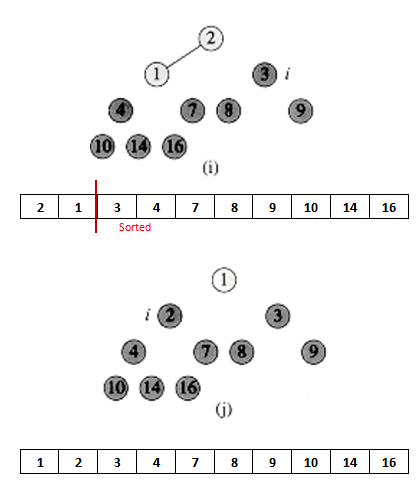 2
1 3 i
4 7 8 9
10 14 16
(i)
2 1 3 4 7 8 9 10 14 16
Sorted
1
i 2 3
4 7 8 9
10 14 16
(j)
1 2 3 4 7 8 9 10 14 16